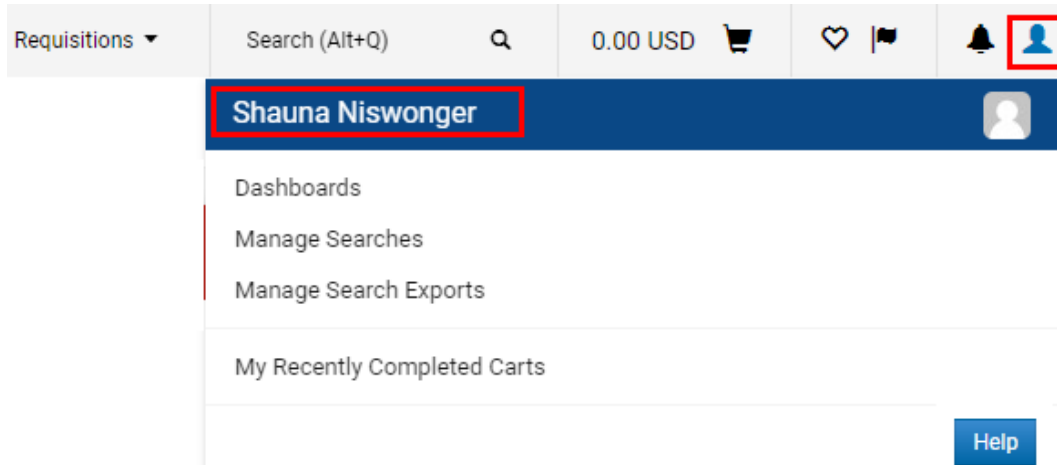 Requisitions Search (Alt+Q) 0.00 USD
Shauna Niswonger
Dashboards
Manage Searches
Manage Search Exports
My Recently Completed Carts
Help